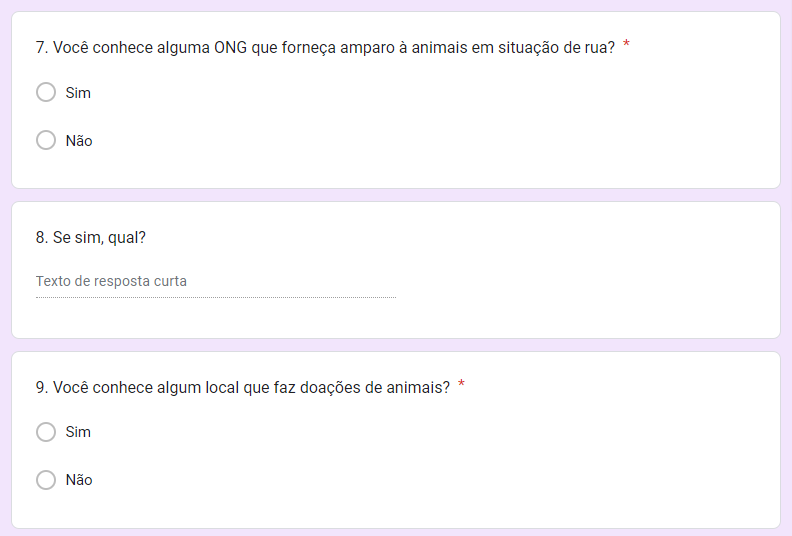 7. Você conhece alguma ONG que forneça amparo à animais em situação de rua? *
Sim
Não
8. Se sim, qual?
Texto de resposta curta
9. Você conhece algum local que faz doações de animais? *
Sim
Não